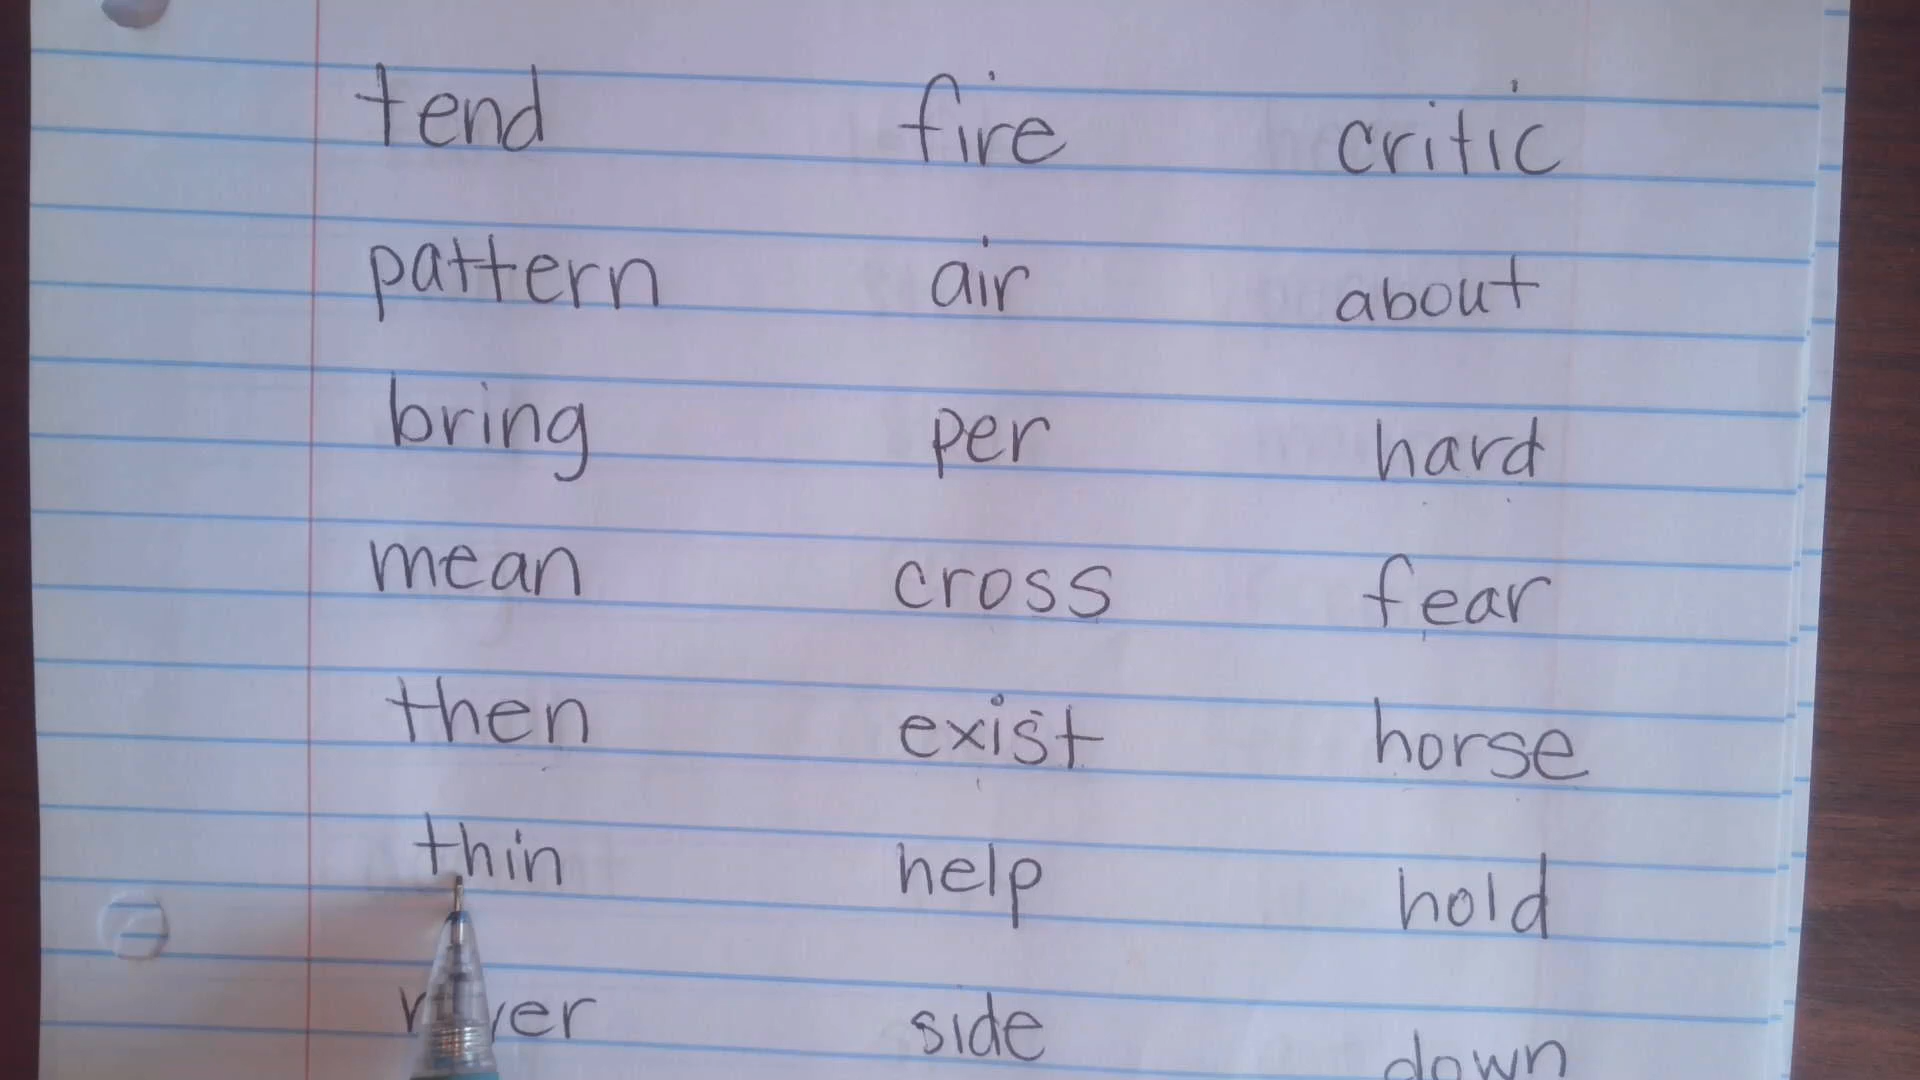 tend fire critic
pattern air about
bring per hard
mean cross fear
then exist horse
thin help hold
side down